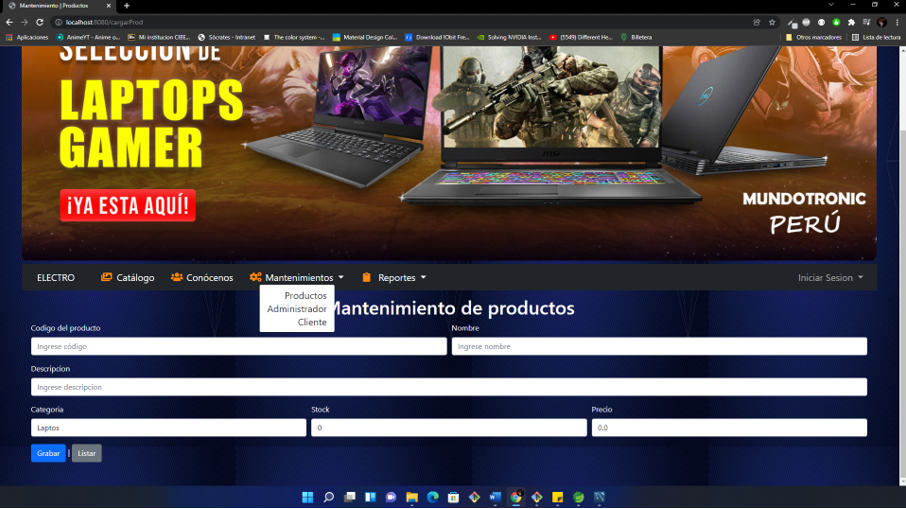 Mantenimiento | Productos
localhost:8080/cargarProd
Aplicaciones
AnimeYT - Anime o...
Mi institucion CIBE...
Sócrates - Intranet
The color system -...
Material Design Col...
Download IObit Fre...
Solving NVIDIA Inst...
(5549) Different He...
Billetera
Otros marcadores
Lista de lectura
SELECCIÓN DE
LAPTOPS
GAMER
¡YA ESTA AQUÍ!
MUNDOTRONIC
PERÚ
ELECTRO
Catálogo
Conócenos
Mantenimientos
Reportes
Iniciar Sesion
Productos
Administrador
Cliente
Mantenimiento de productos
Codigo del producto
Nombre
Ingrese código
Ingrese nombre
Descripcion
Ingrese descripcion
Categoria
Stock
Precio
Laptos
0
0.0
Grabar | Listar